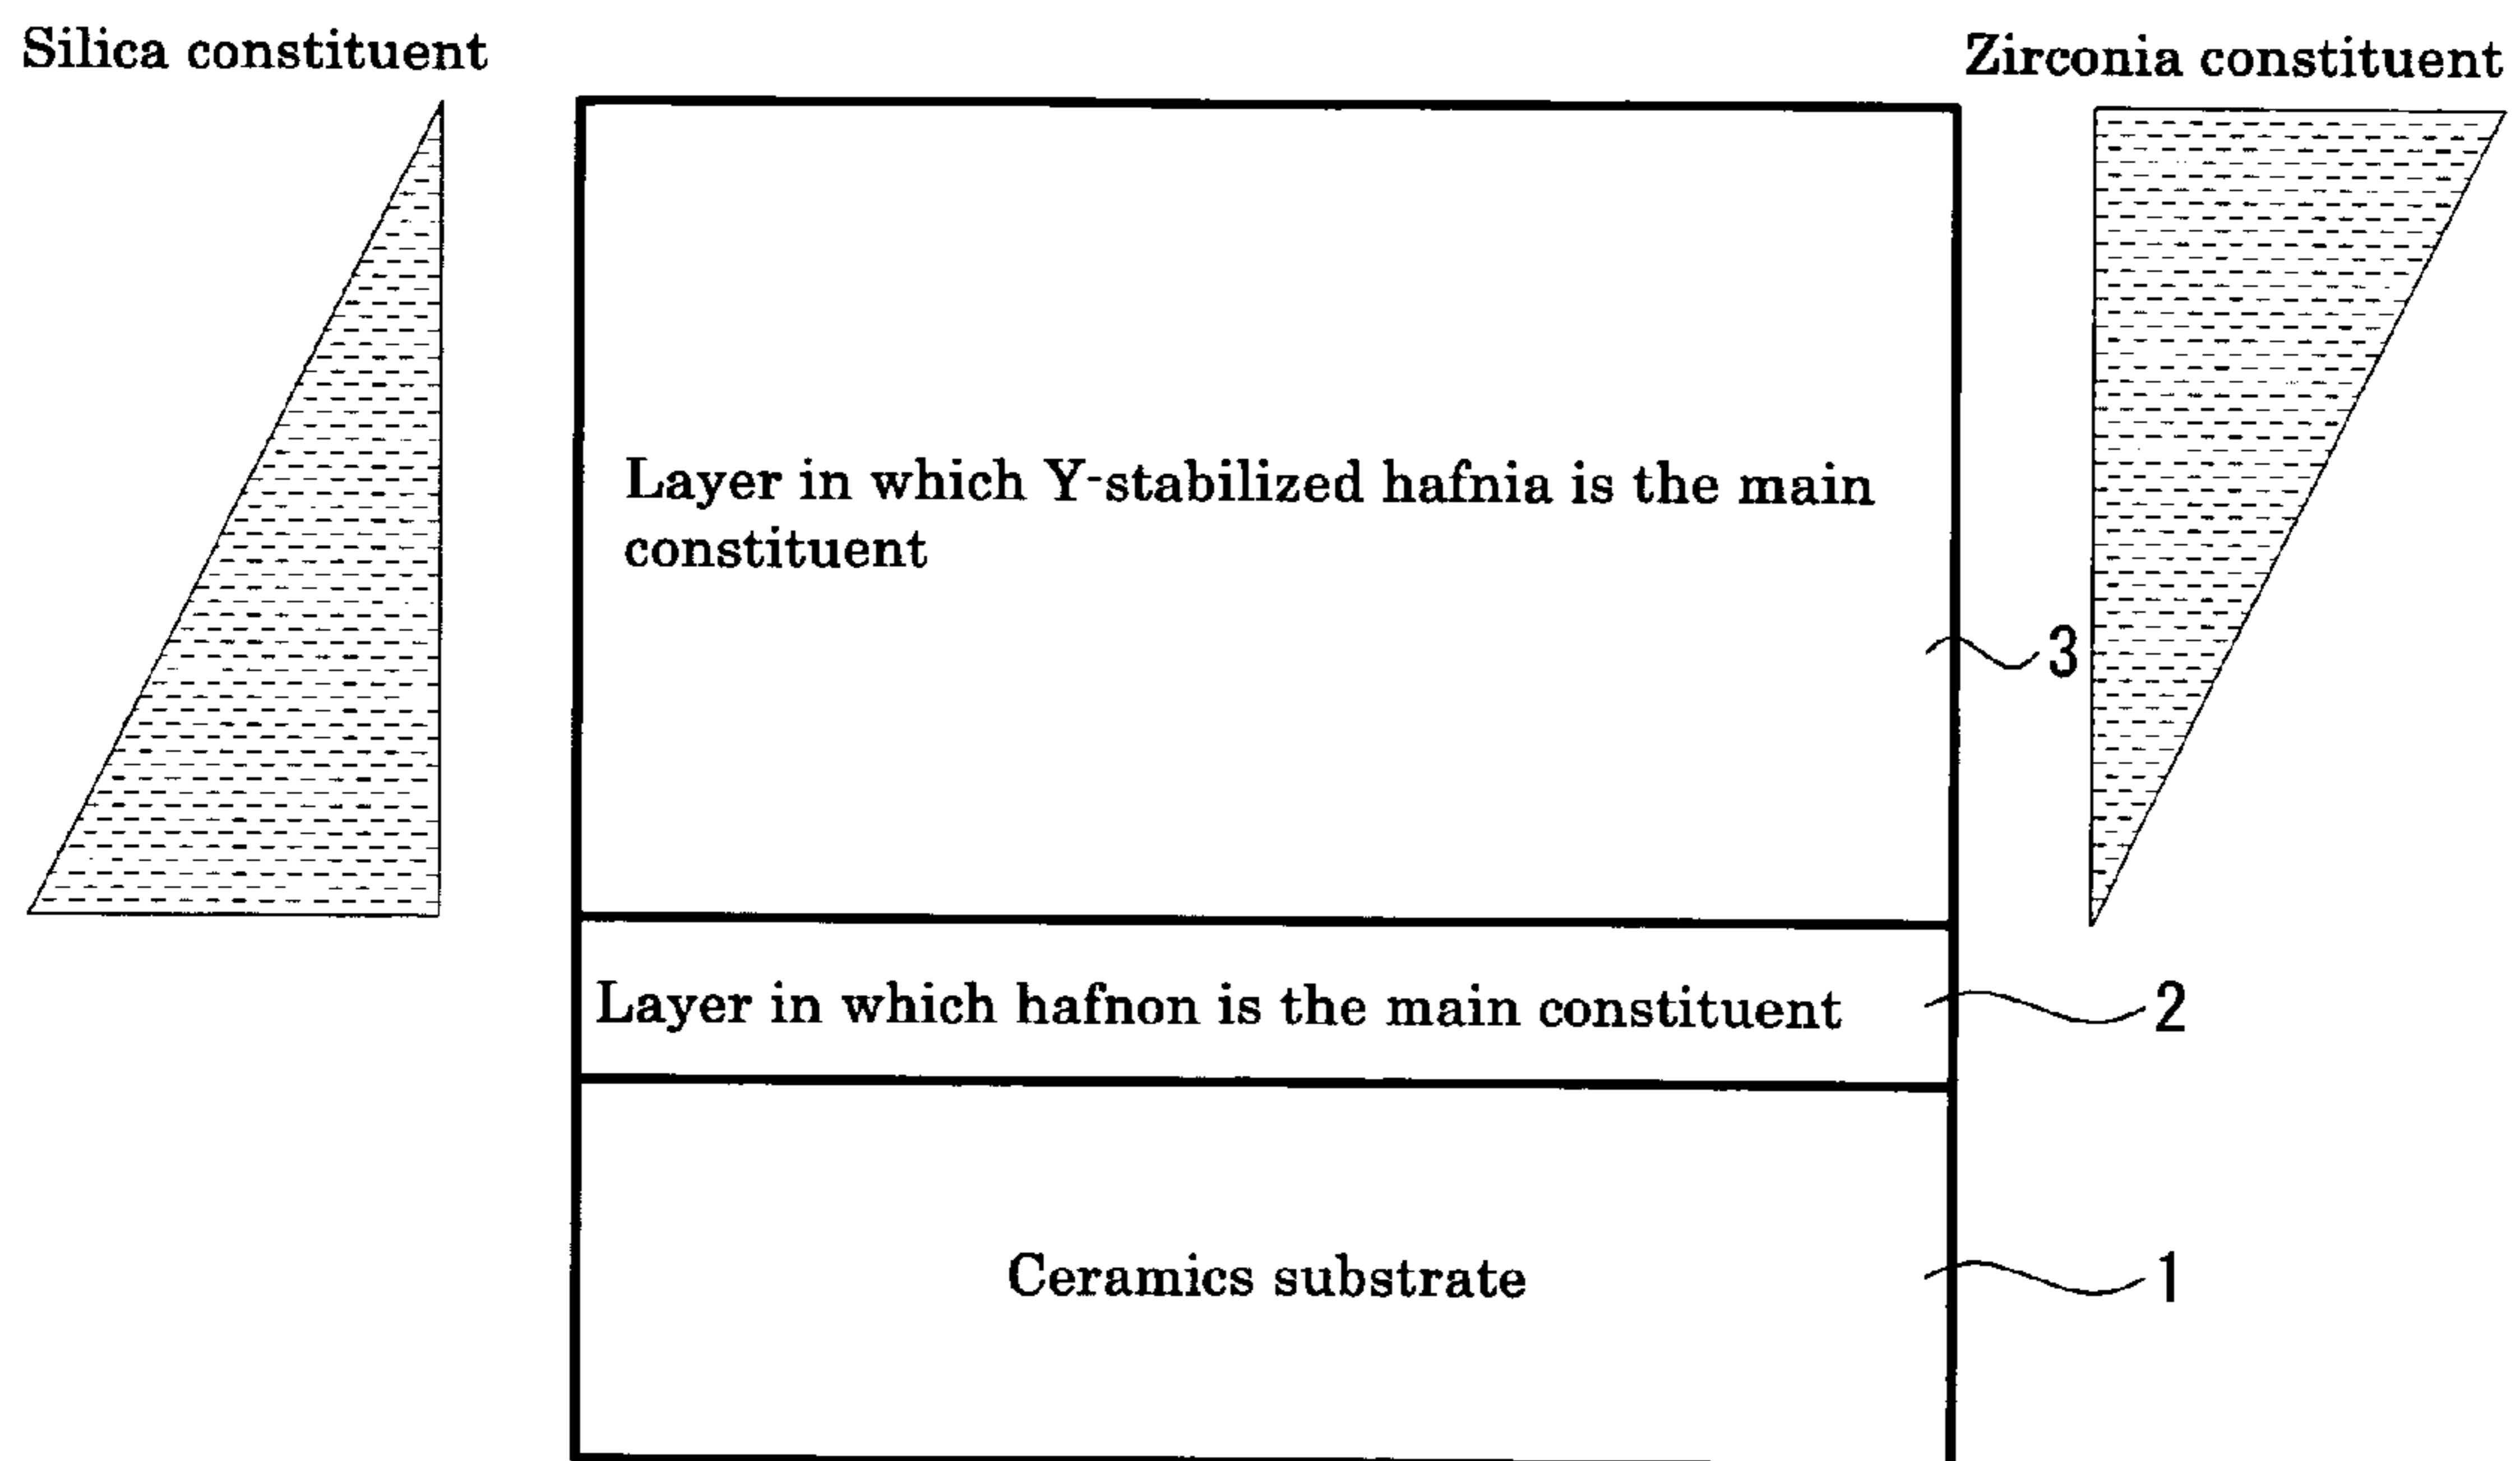 Silica constituent
Zirconia constituent
Layer in which Y-stabilized hafnia is the main
constituent
3
Layer in which hafnon is the main constituent
2
Ceramics substrate
1